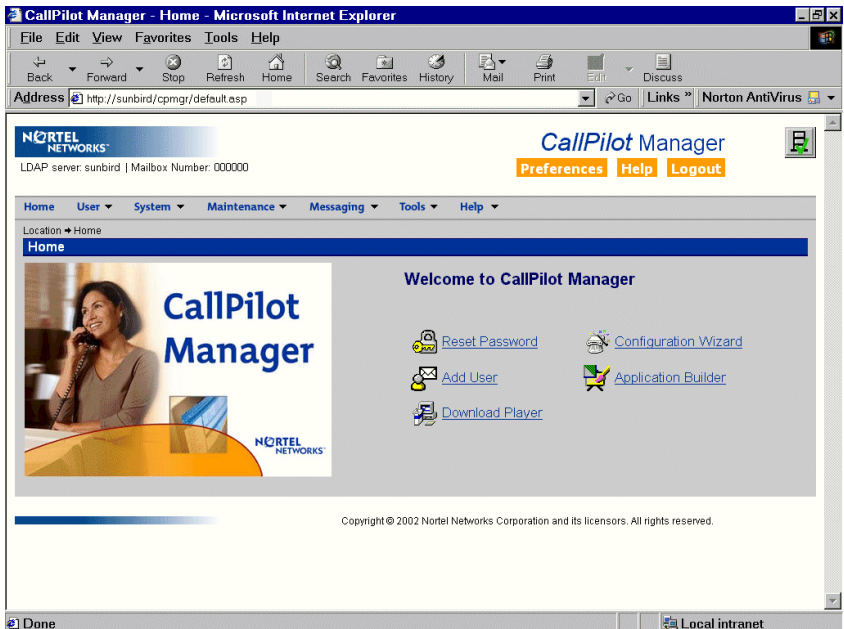 CallPilot Manager - Home - Microsoft Internet Explorer
File Edit View Favorites Tools Help
Back Forward Stop Refresh Home Search Favorites History Mail Print Edit Discuss
Address http://sunbird/cpmgr/default.asp Go Links » Norton AntiVirus
NORTEL NETWORKS™
CallPilot Manager
LDAP server: sunbird | Mailbox Number: 000000
Preferences Help Logout
Home User System Maintenance Messaging Tools Help
Location → Home
Home
CallPilot Manager
NORTEL NETWORKS™
Welcome to CallPilot Manager
Reset Password Configuration Wizard
Add User Application Builder
Download Player
Copyright © 2002 Nortel Networks Corporation and its licensors. All rights reserved.
Done Local intranet